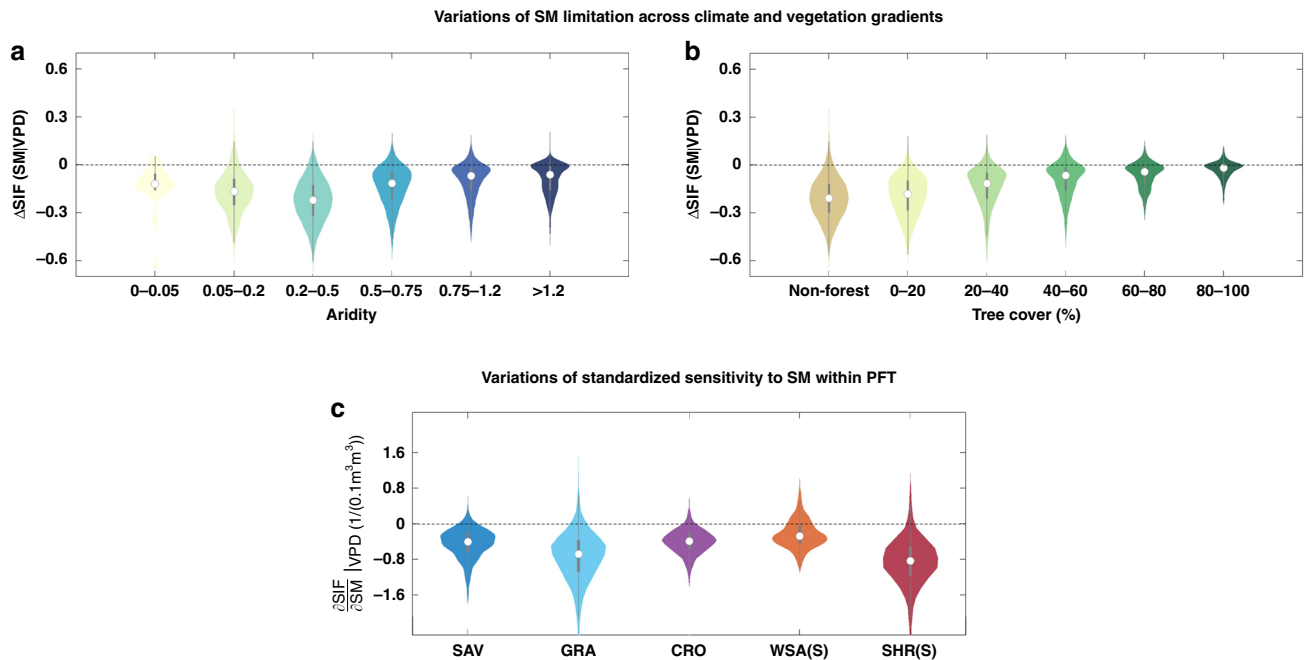 Variations of SM limitation across climate and vegetation gradients
a
ΔSIF (SM|VPD)
0.6
0.3
0
−0.3
−0.6
0–0.05 0.05–0.2 0.2–0.5 0.5–0.75 0.75–1.2 >1.2
Aridity
b
ΔSIF (SM|VPD)
0.6
0.3
0
−0.3
−0.6
Non-forest 0–20 20–40 40–60 60–80 80–100
Tree cover (%)
Variations of standardized sensitivity to SM within PFT
c
∂SIF/∂SM |VPD (1/(0.1m³m³))
1.6
0.8
0
−0.8
−1.6
SAV GRA CRO WSA(S) SHR(S)